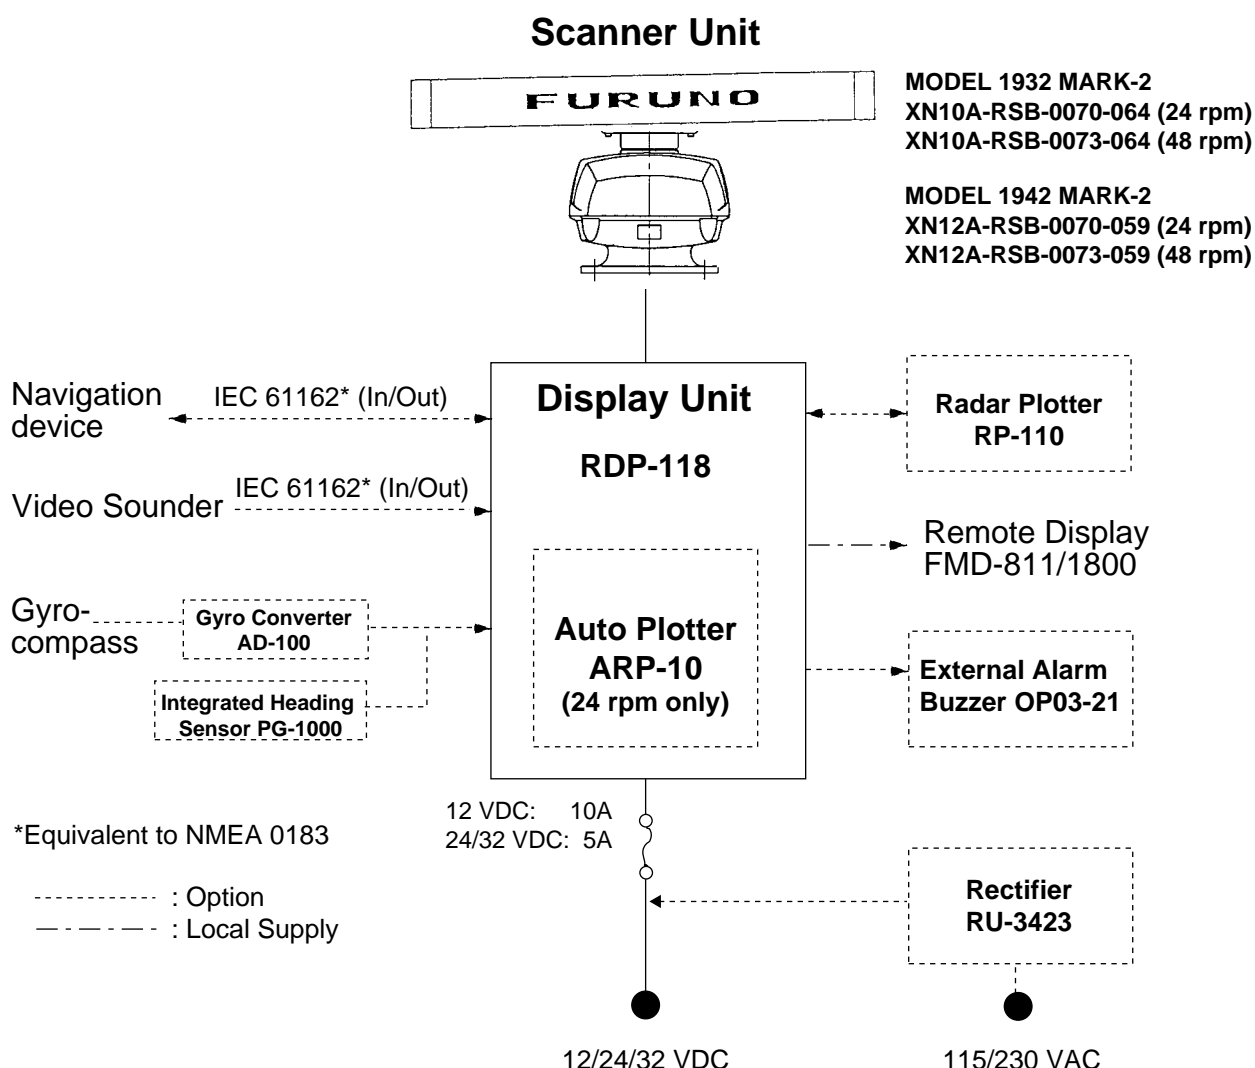 Scanner Unit
FURUNO
MODEL 1932 MARK-2
XN10A-RSB-0070-064 (24 rpm)
XN10A-RSB-0073-064 (48 rpm)
MODEL 1942 MARK-2
XN12A-RSB-0070-059 (24 rpm)
XN12A-RSB-0073-059 (48 rpm)
Navigation
device
IEC 61162* (In/Out)
Display Unit
RDP-118
Radar Plotter
RP-110
Video Sounder
IEC 61162* (In/Out)
Remote Display
FMD-811/1800
Gyro-
compass
Gyro Converter
AD-100
Integrated Heading
Sensor PG-1000
Auto Plotter
ARP-10
(24 rpm only)
External Alarm
Buzzer OP03-21
12 VDC: 10A
24/32 VDC: 5A
*Equivalent to NMEA 0183
: Option
: Local Supply
Rectifier
RU-3423
12/24/32 VDC
115/230 VAC